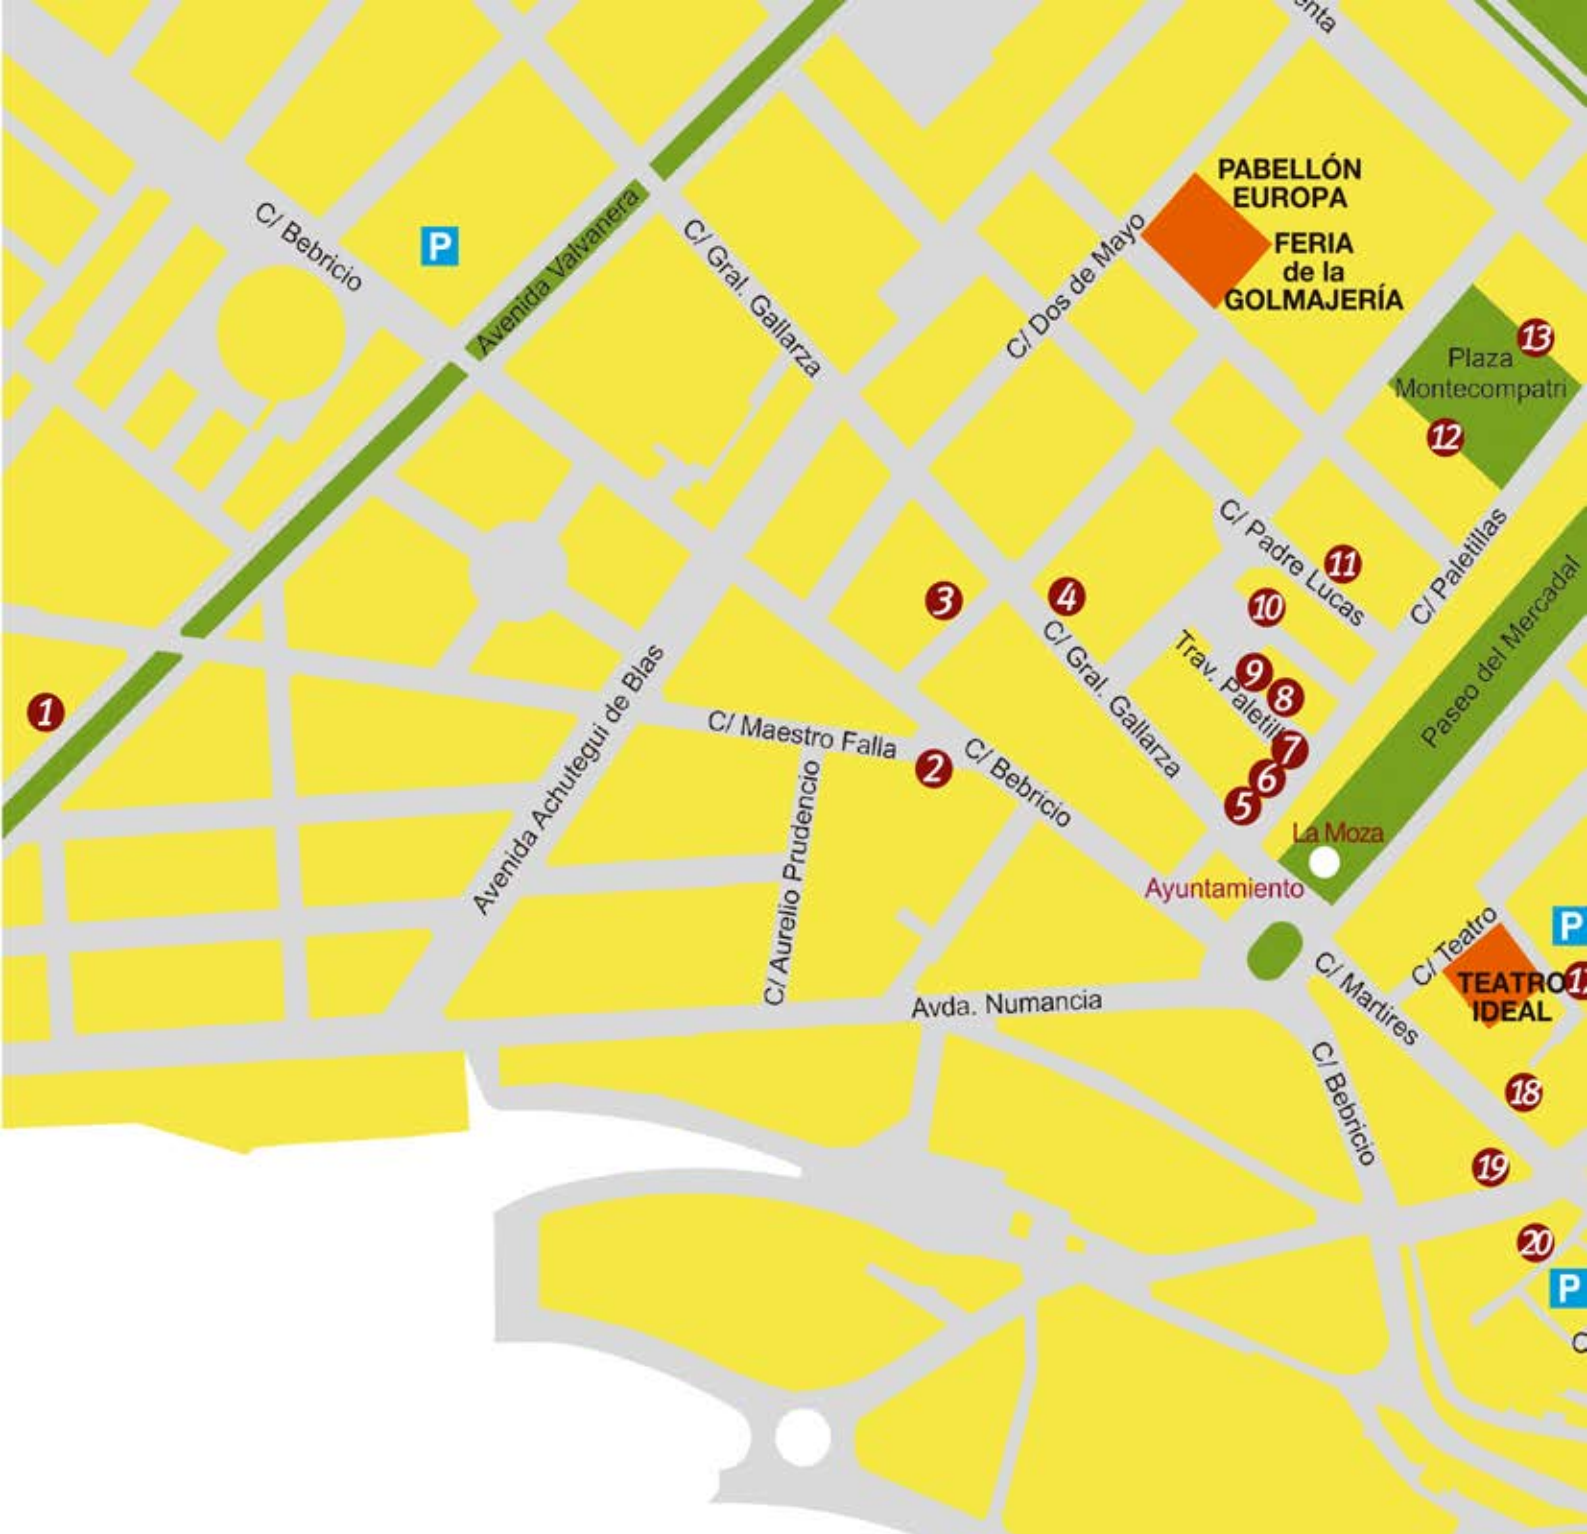 enta
PABELLÓN
EUROPA
FERIA
de la
GOLMAJERÍA
C/ Bebricio
P
Avenida Valvanera
C/ Gral. Gallarza
C/ Dos de Mayo
13
Plaza
Montecompatri
12
C/ Padre Lucas
11
C/ Paletillas
10
3
4
Paseo del Mercadal
C/ Gral. Gallarza
Trav. Paletill
9
8
7
6
5
1
Avenida Achutegui de Blas
C/ Maestro Falla
2
C/ Bebricio
C/ Aurelio Prudencio
La Moza
Ayuntamiento
P
C/ Teatro
TEATRO
IDEAL
C/ Martires
Avda. Numancia
C/ Bebricio
18
19
20
P